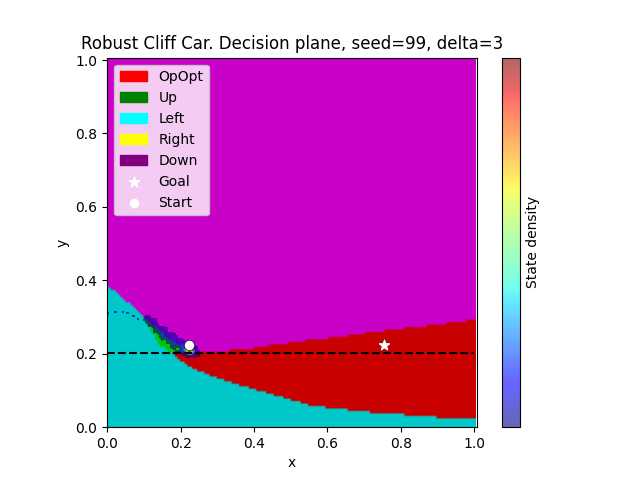 Robust Cliff Car. Decision plane, seed=99, delta=3
1.0
0.8
0.6
0.4
0.2
0.0
y
OpOpt
Up
Left
Right
Down
Goal
Start
0.0 0.2 0.4 0.6 0.8 1.0
x
State density